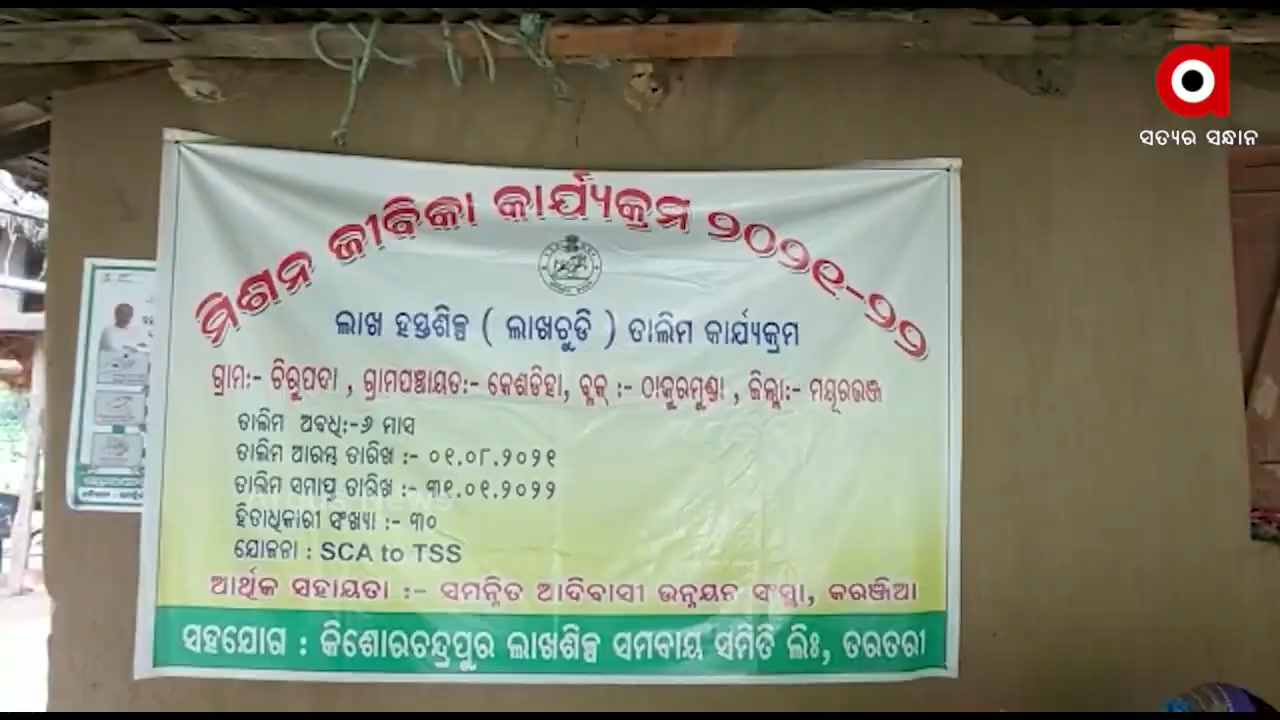 ସତ୍ୟର ସନ୍ଧାନ
ମିଶନ ଜୀବିକା କାର୍ଯ୍ୟକ୍ରମ ୨୦୨୧-୨୨
ଲାଖ ହସ୍ତଶିଳ୍ପ ( ଲାଖଚୁଡି ) ତାଲିମ କାର୍ଯ୍ୟକ୍ରମ
ଗ୍ରାମ:- ଚିରୁପଦା , ଗ୍ରାମପଞ୍ଚାୟତ:- କେଶଡିହା, ବ୍ଲକ୍ :- ଠାକୁରମୁଣ୍ଡା , ଜିଲ୍ଲା:- ମୟୂରଭଞ୍ଜ
ତାଲିମ ଅବଧି:-୬ ମାସ
ତାଲିମ ଆରମ୍ଭ ତାରିଖ :- ୦୧.୦୮.୨୦୨୧
ତାଲିମ ସମାପ୍ତ ତାରିଖ :- ୩୧.୦୧.୨୦୨୨
ହିତାଧିକାରୀ ସଂଖ୍ୟା :- ୩୦
ଯୋଜନା : SCA to TSS
ଆର୍ଥିକ ସହାୟତା :- ସମନ୍ବିତ ଆଦିବାସୀ ଉନ୍ନୟନ ସଂସ୍ଥା, କରଞ୍ଜିଆ
ସହଯୋଗ : କିଶୋରଚନ୍ଦ୍ରପୁର ଲାଖଶିଳ୍ପ ସମବାୟ ସମିତି ଲିଃ, ତରତରୀ